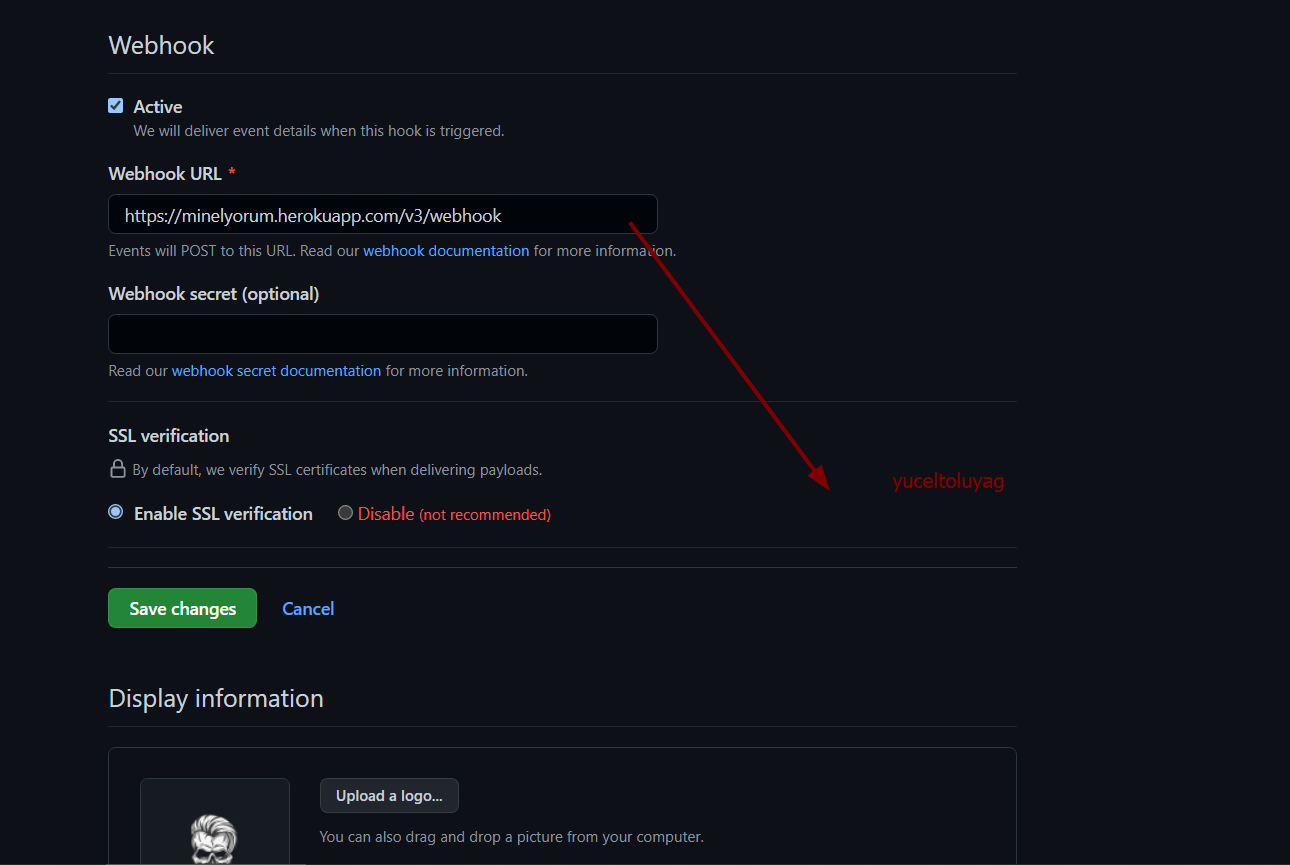 Webhook
Active
We will deliver event details when this hook is triggered.
Webhook URL *
https://minelyorum.herokuapp.com/v3/webhook
Events will POST to this URL. Read our webhook documentation for more information.
Webhook secret (optional)
Read our webhook secret documentation for more information.
SSL verification
By default, we verify SSL certificates when delivering payloads.
yuceltoluyag
Enable SSL verification Disable (not recommended)
Save changes Cancel
Display information
Upload a logo...
You can also drag and drop a picture from your computer.